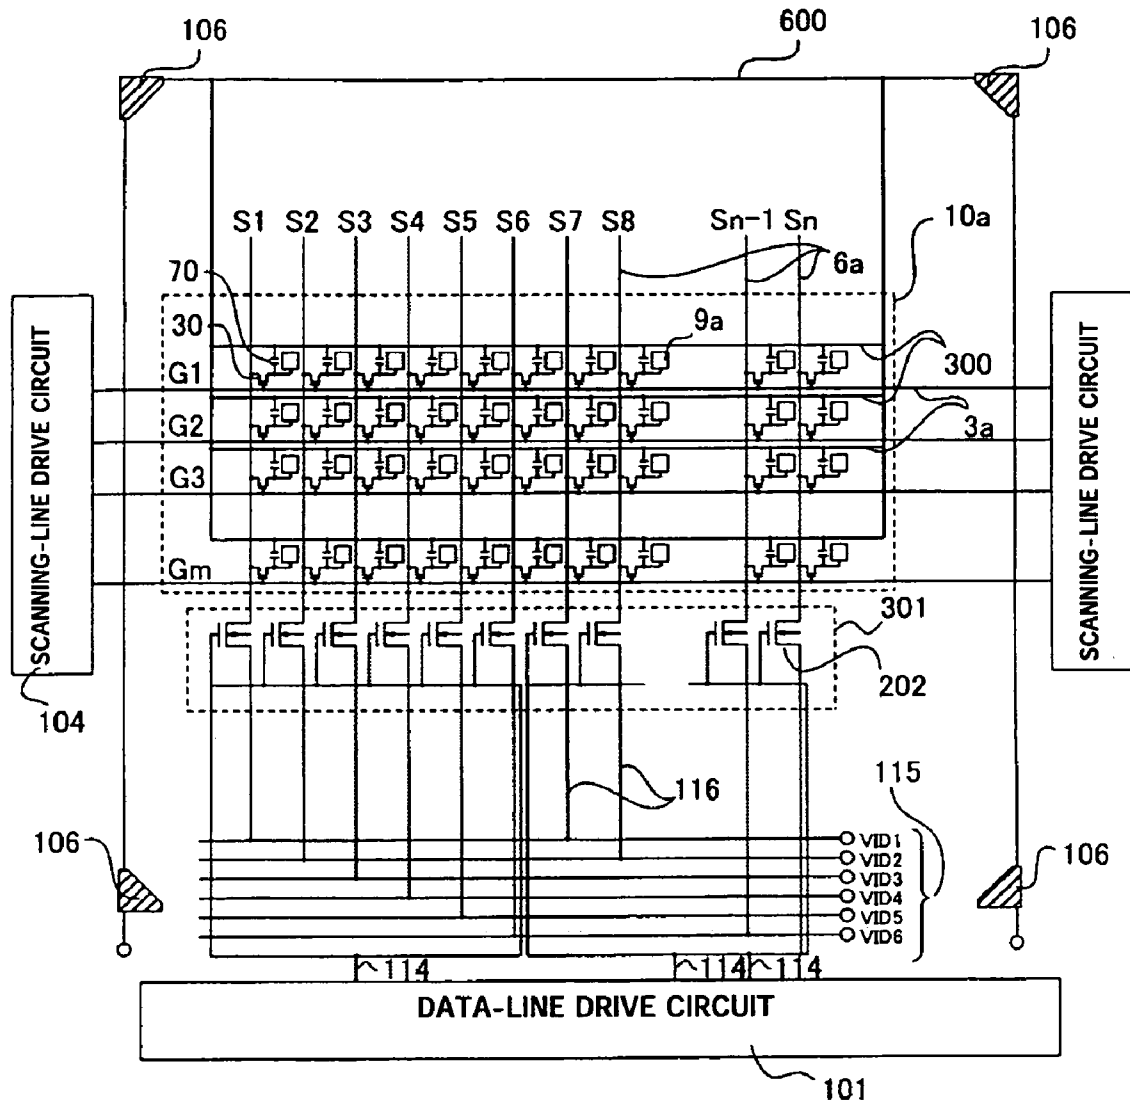 106
600
106
S1 S2 S3 S4 S5 S6 S7 S8 Sn-1 Sn
10a
6a
70
30
9a
G1
300
G2
3a
G3
Gm
SCANNING-LINE DRIVE CIRCUIT
SCANNING-LINE DRIVE CIRCUIT
301
202
104
116
115
106
VID1
VID2
VID3
VID4
VID5
VID6
106
114
114
114
DATA-LINE DRIVE CIRCUIT
101